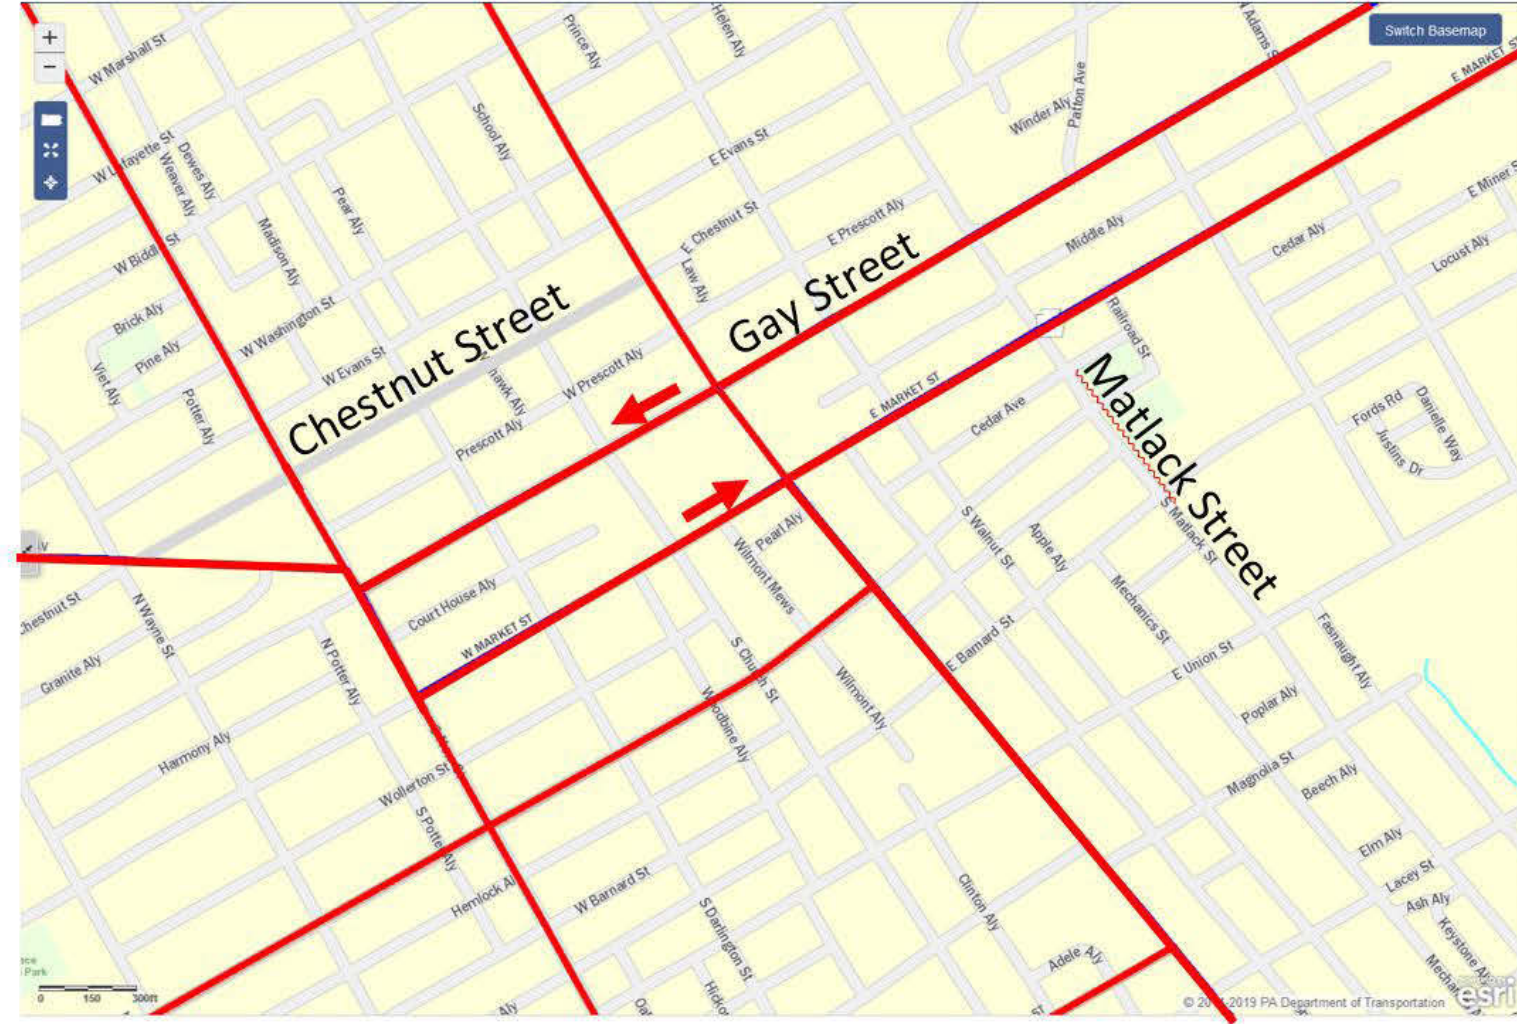 Switch Basemap
+
−
W Marshall St
Prince Aly
Helen Aly
E MARKET ST
Patton Ave
Winder Aly
School Aly
E Evans St
W Lafayette St
Dewes Aly
Weaver Aly
Pear Aly
Madison Aly
W Biddle St
E Chestnut St
E Prescott Aly
Middle Aly
Cedar Aly
E Miner S
Locust Aly
Law Aly
Gay Street
Chestnut Street
Brick Aly
Pine Aly
W Washington St
W Evans St
Viet Aly
Potter Aly
W Prescott Aly
Prescott Aly
Railroad St
Matlack Street
E MARKET ST
Cedar Ave
Fords Rd
Danielle Way
Justins Dr
S Walnut St
Apple Aly
S Matlack St
Pearl Aly
Wilmont Mews
Court House Aly
W MARKET ST
Mechanics St
E Barnard St
Chestnut St
N Wayne St
Granite Aly
N Potter Aly
S Church St
Wilmont Aly
E Union St
Fasnaught Aly
Poplar Aly
Woodbine Aly
Harmony Aly
Wollerton St
S Potter Aly
Magnolia St
Beech Aly
Elm Aly
Lacey St
Ash Aly
Keystone A
Hemlock Al
W Barnard St
S Darlington St
Clinton Aly
Adele Aly
Park
0 150 300ft
Aly
© 20 -2019 PA Department of Transportation
esri